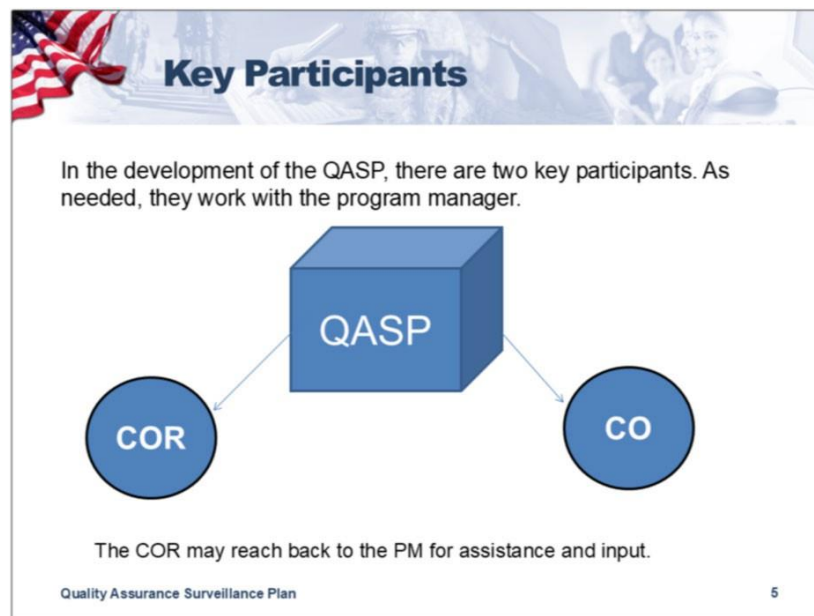 Key Participants
In the development of the QASP, there are two key participants. As
needed, they work with the program manager.
QASP
COR
CO
The COR may reach back to the PM for assistance and input.
Quality Assurance Surveillance Plan
5